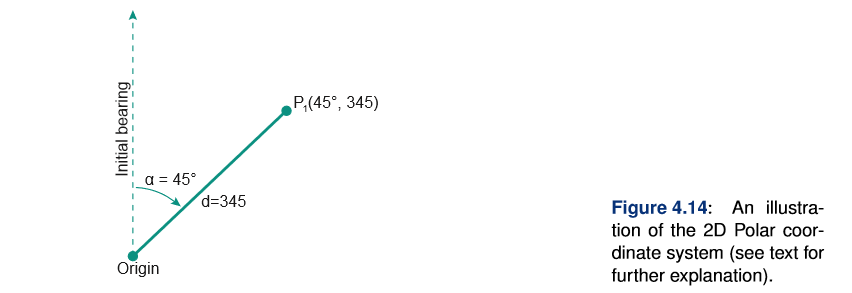 Initial bearing
P₁(45°, 345)
α = 45°
d=345
Origin
Figure 4.14: An illustra-
tion of the 2D Polar coor-
dinate system (see text for
further explanation).